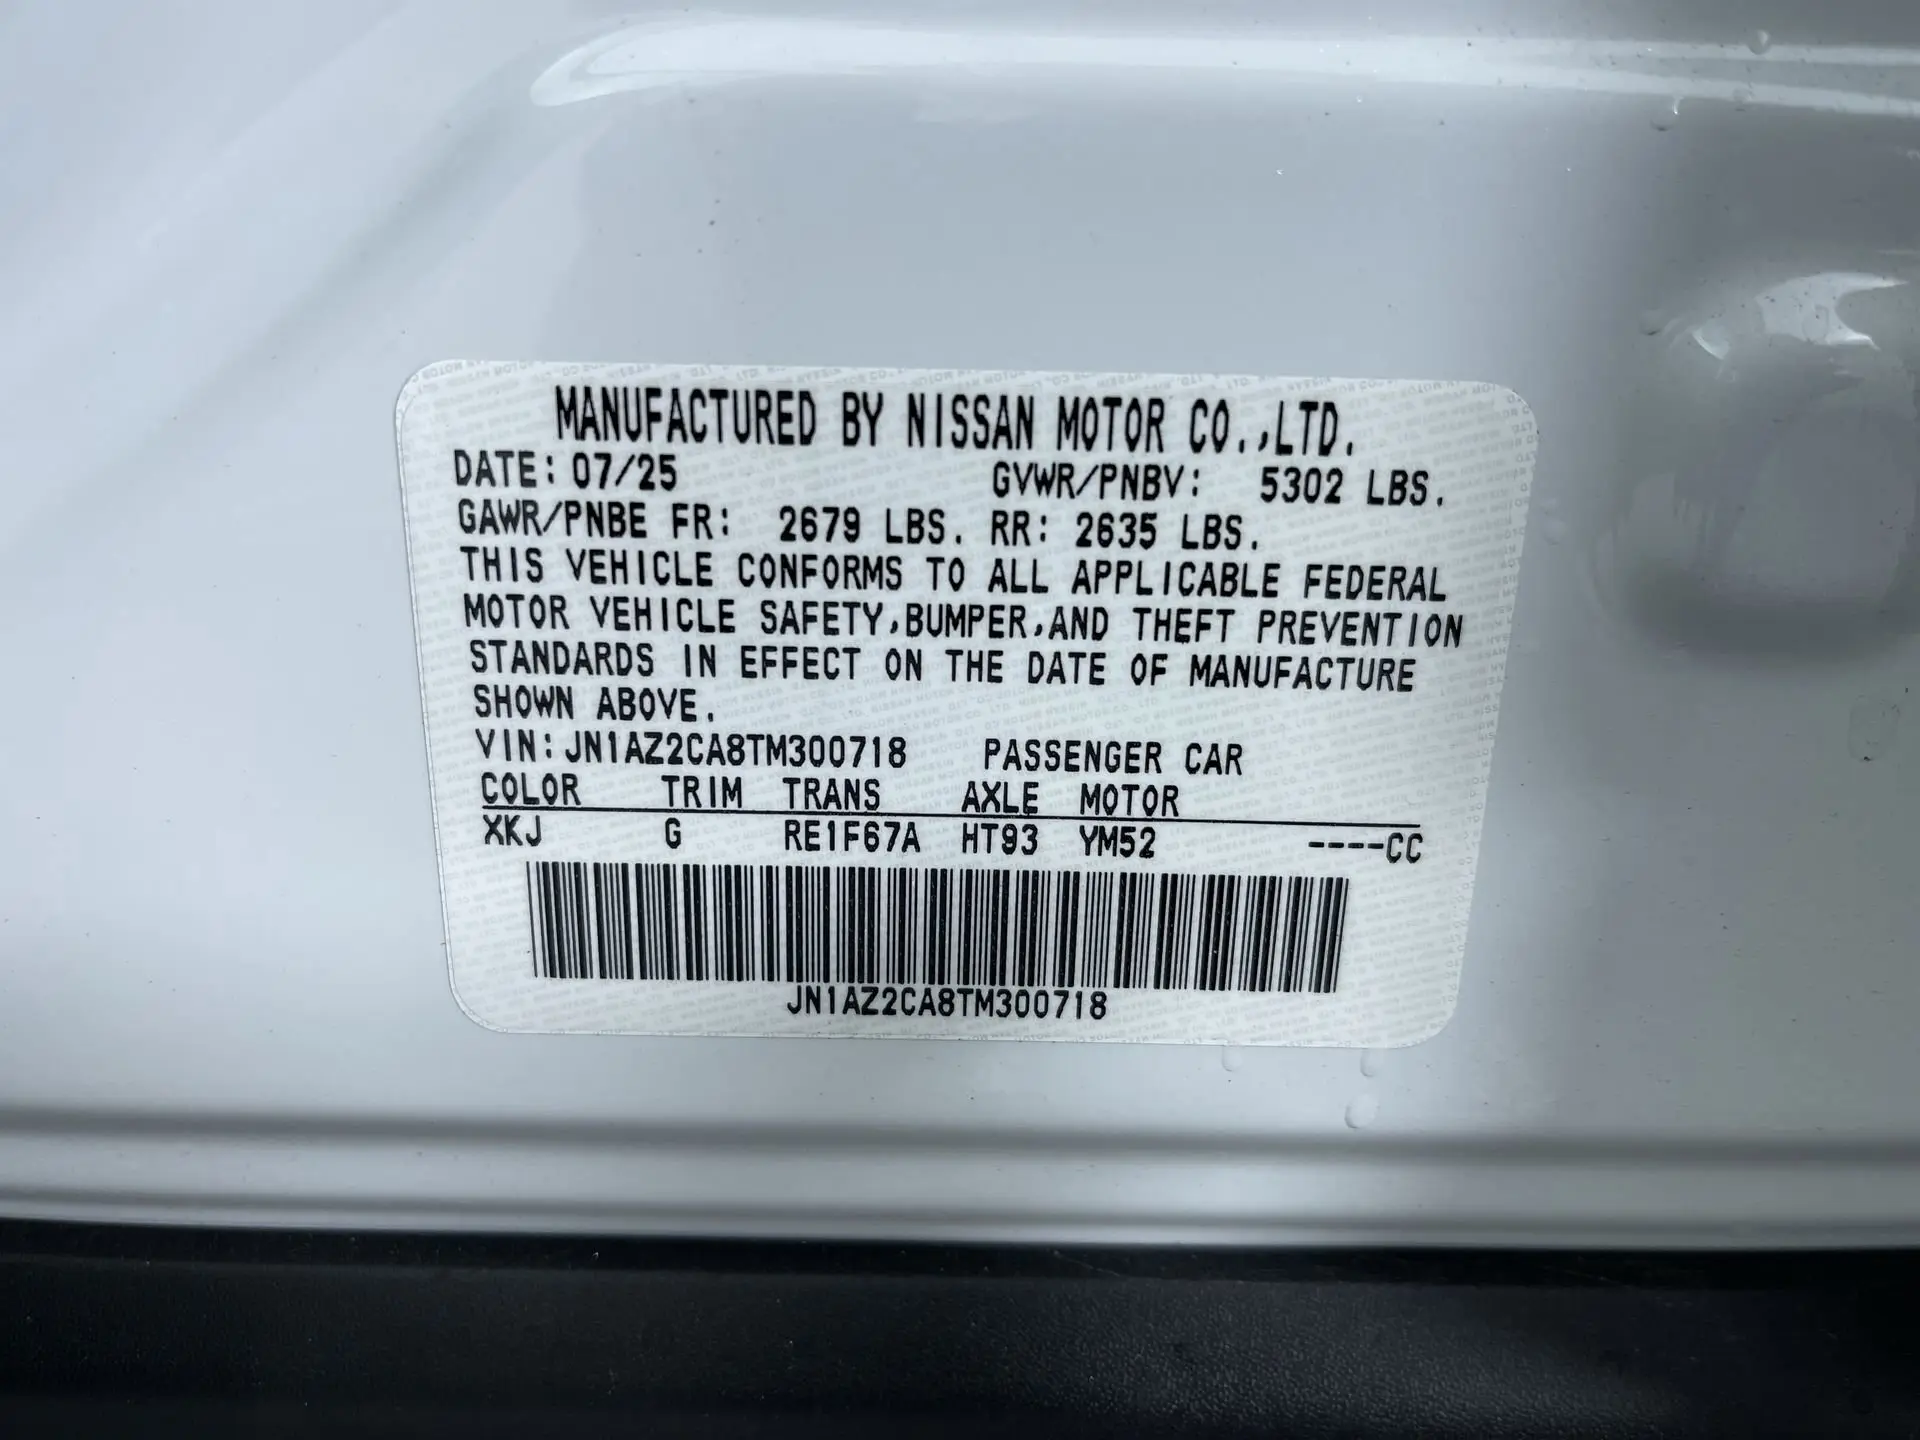 MANUFACTURED BY NISSAN MOTOR CO.,LTD.
DATE: 07/25 GVWR/PNBV: 5302 LBS.
GAWR/PNBE FR: 2679 LBS. RR: 2635 LBS.
THIS VEHICLE CONFORMS TO ALL APPLICABLE FEDERAL
MOTOR VEHICLE SAFETY,BUMPER,AND THEFT PREVENTION
STANDARDS IN EFFECT ON THE DATE OF MANUFACTURE
SHOWN ABOVE.
VIN:JN1AZ2CA8TM300718 PASSENGER CAR
COLOR TRIM TRANS AXLE MOTOR
XKJ G RE1F67A HT93 YM52 ----CC
JN1AZ2CA8TM300718